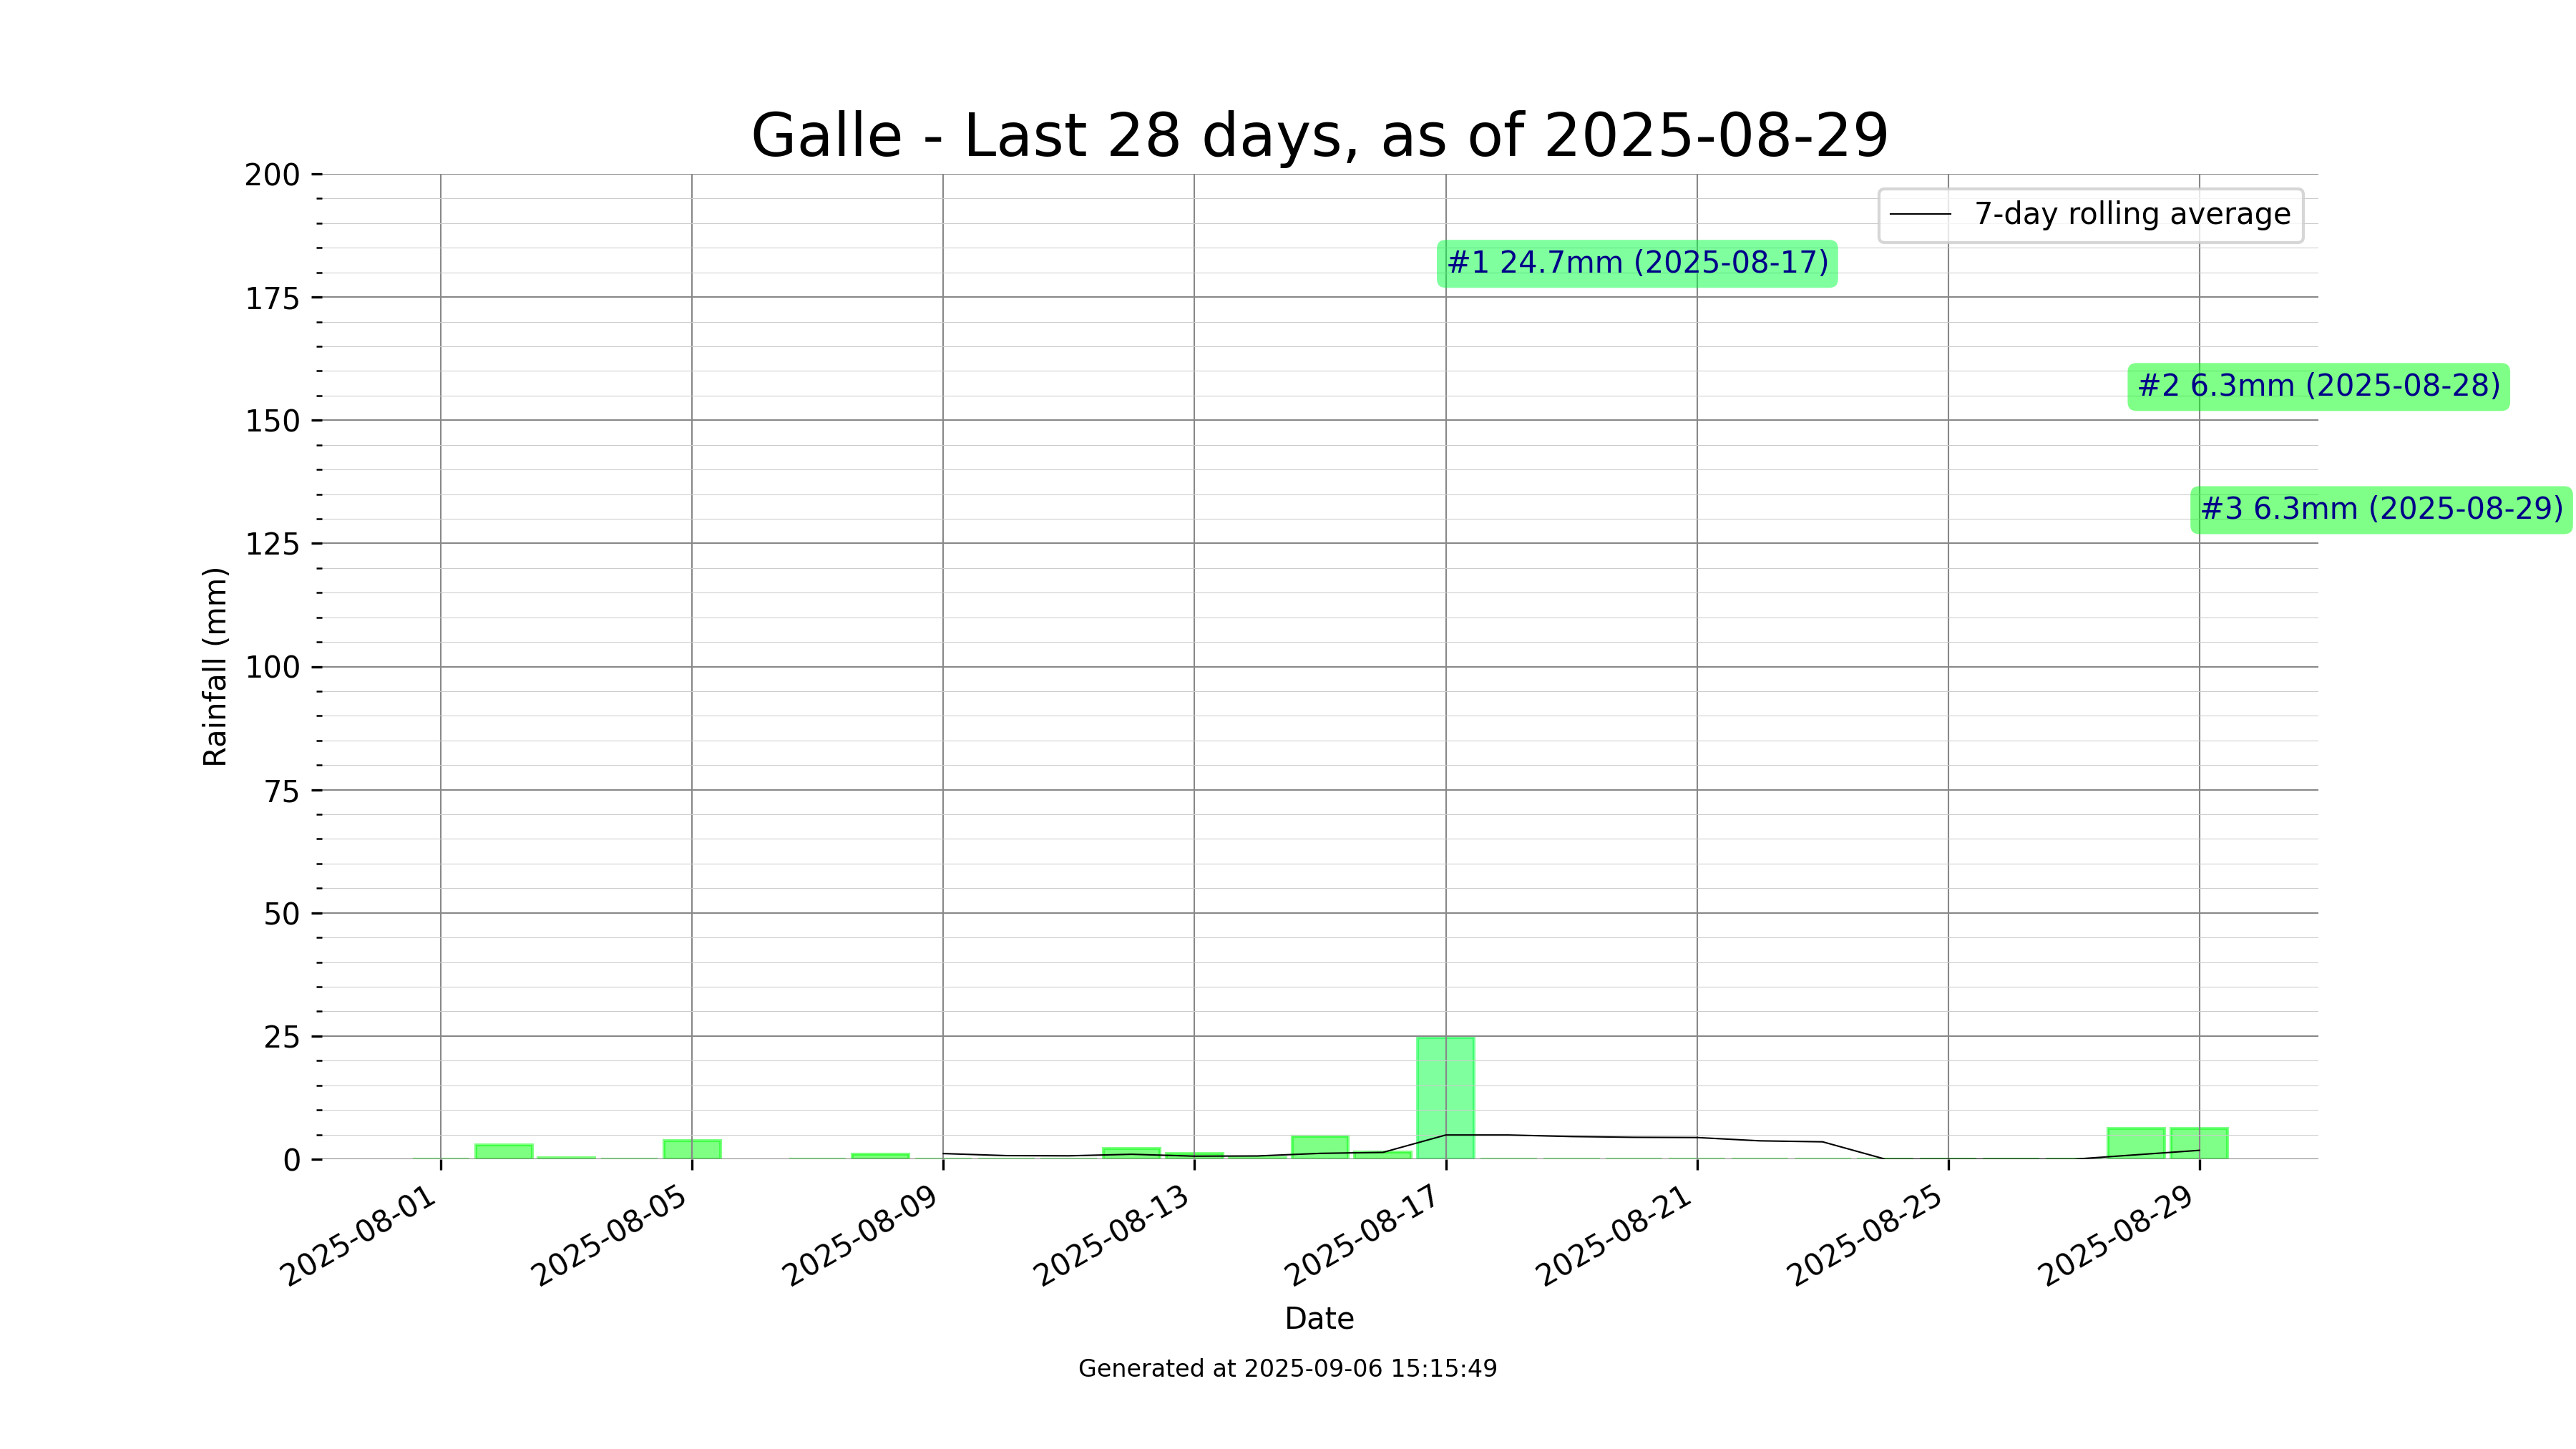 Galle - Last 28 days, as of 2025-08-29
7-day rolling average
#1 24.7mm (2025-08-17)
#2 6.3mm (2025-08-28)
#3 6.3mm (2025-08-29)
Rainfall (mm)
200
175
150
125
100
75
50
25
0
2025-08-01
2025-08-05
2025-08-09
2025-08-13
2025-08-17
2025-08-21
2025-08-25
2025-08-29
Date
Generated at 2025-09-06 15:15:49